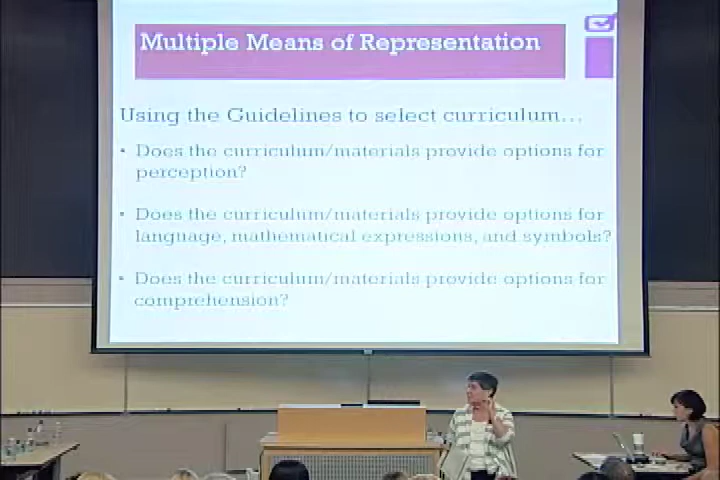 Multiple Means of Representation
Using the Guidelines to select curriculum...
• Does the curriculum/materials provide options for
perception?
• Does the curriculum/materials provide options for
language, mathematical expressions, and symbols?
• Does the curriculum/materials provide options for
comprehension?